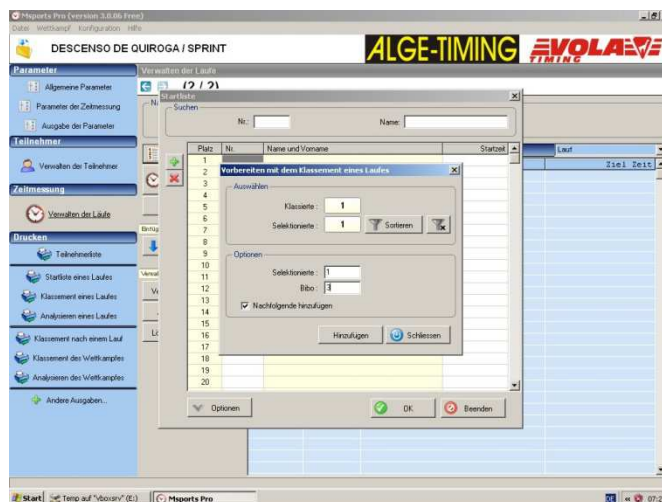 Msports Pro (version 3.0.06 Free)
Datei Wettkampf Konfiguration Hilfe
DESCENSO DE QUIROGA / SPRINT
ALGE-TIMING
VOLA
TIMING
Parameter
Allgemeine Parameter
Parameter der Zeitmessung
Ausgabe der Parameter
Teilnehmer
Verwalten der Teilnehmer
Zeitmessung
Verwalten der Läufe
Drucken
Teilnehmerliste
Startliste eines Laufes
Klassement eines Laufes
Analysieren eines Laufes
Klassement nach einem Lauf
Klassement des Wettkampfes
Analysieren des Wettkampfes
Andere Ausgaben...
Verwalten der Läufe
(2 / 2)
Startliste
Suchen
Nr.:
Name:
Platz Nr. Name und Vorname Startzeit
1
2
3
4
5
6
7
8
9
10
11
12
13
14
15
16
17
18
19
20
Vorbereiten mit dem Klassement eines Laufes
Auswählen
Klassierte : 1
Selektionierte : 1 Sortieren
Optionen
Selektionierte : 1
Bibo : 3
Nachfolgende hinzufügen
Hinzufügen Schliessen
Optionen OK Beenden
Lauf
Ziel Zeit
Start Temp auf "Vboxsrv" (E:) Msports Pro DE